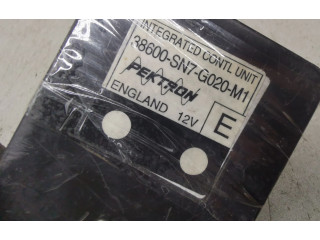 INTEGRATED CONTL UNIT
38600-SN7-G020-M1
PEKTRON
ENGLAND 12V
E